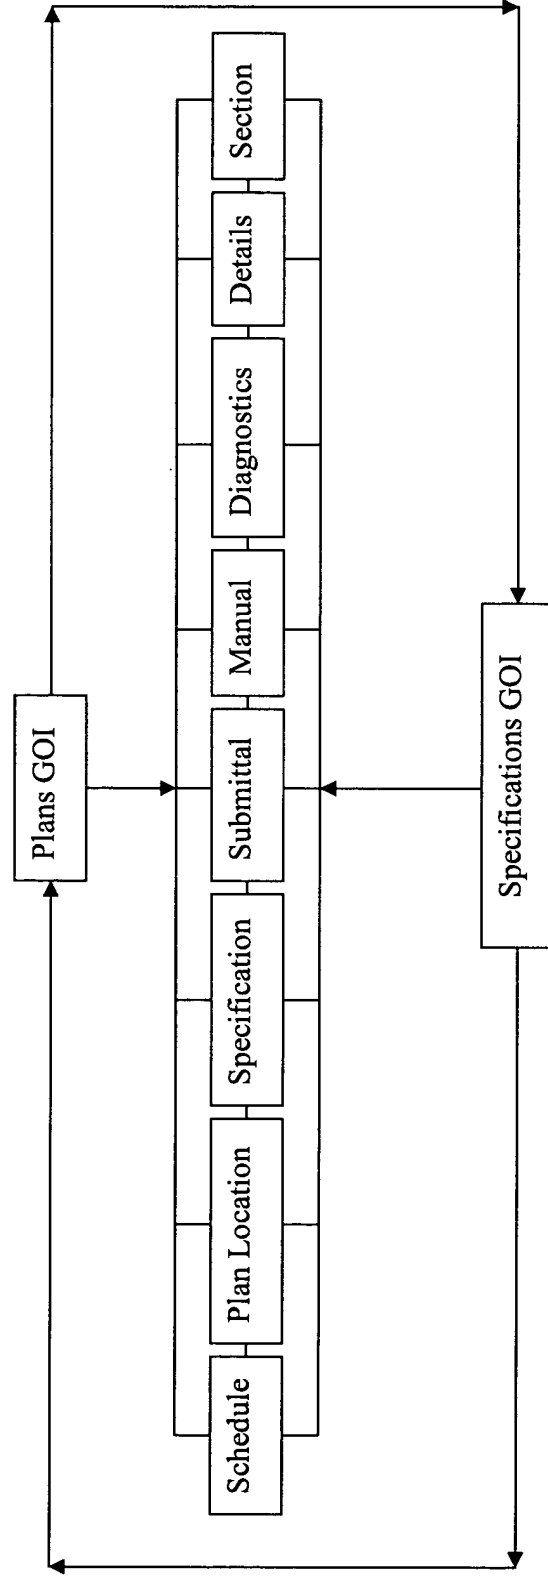 Plans GOI
Schedule
Plan Location
Specification
Submittal
Manual
Diagnostics
Details
Section
Specifications GOI